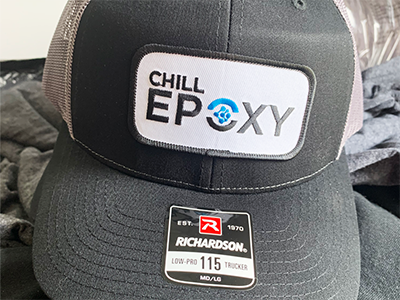 CHILL
EPOXY
EST. R 1970
RICHARDSON®
LOW-PRO 115 TRUCKER
MD/LG